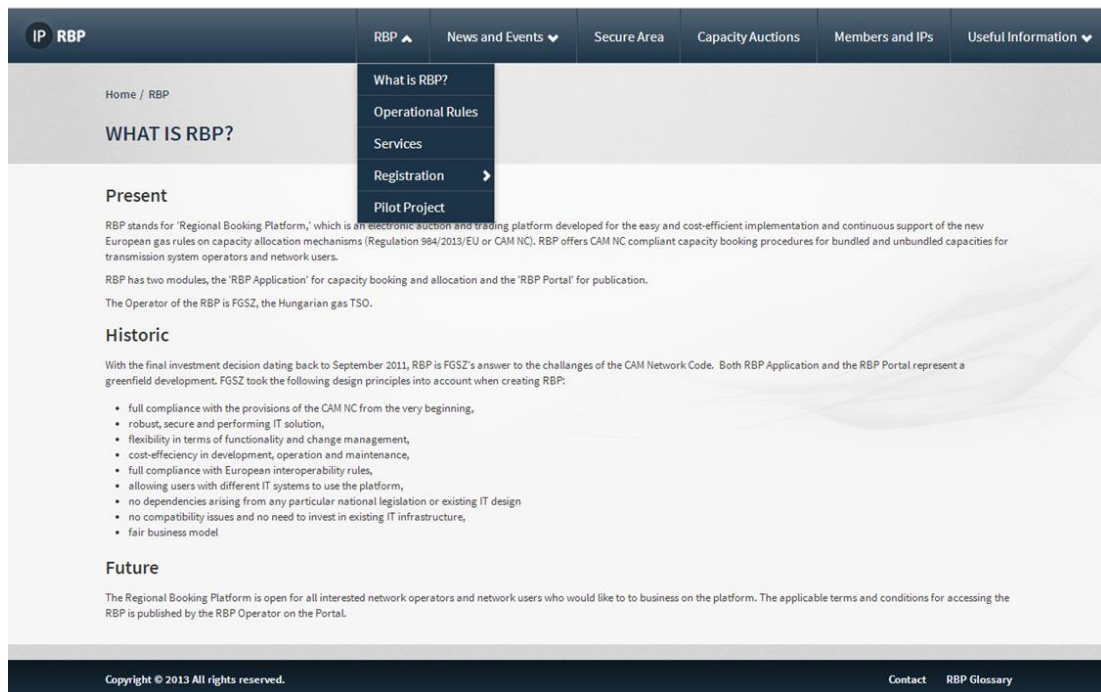 IP RBP
RBP News and Events Secure Area Capacity Auctions Members and IPs Useful Information
What is RBP?
Operational Rules
Services
Registration
Pilot Project
Home / RBP
WHAT IS RBP?
Present
RBP stands for 'Regional Booking Platform,' which is an electronic auction and trading platform developed for the easy and cost-efficient implementation and continuous support of the new
European gas rules on capacity allocation mechanisms (Regulation 984/2013/EU or CAM NC). RBP offers CAM NC compliant capacity booking procedures for bundled and unbundled capacities for
transmission system operators and network users.
RBP has two modules, the 'RBP Application' for capacity booking and allocation and the 'RBP Portal' for publication.
The Operator of the RBP is FGSZ, the Hungarian gas TSO.
Historic
With the final investment decision dating back to September 2011, RBP is FGSZ's answer to the challanges of the CAM Network Code. Both RBP Application and the RBP Portal represent a
greenfield development. FGSZ took the following design principles into account when creating RBP:
• full compliance with the provisions of the CAM NC from the very beginning,
• robust, secure and performing IT solution,
• flexibility in terms of functionality and change management,
• cost-effeciency in development, operation and maintenance,
• full compliance with European interoperability rules,
• allowing users with different IT systems to use the platform,
• no dependencies arising from any particular national legislation or existing IT design
• no compatibility issues and no need to invest in existing IT infrastructure,
• fair business model
Future
The Regional Booking Platform is open for all interested network operators and network users who would like to to business on the platform. The applicable terms and conditions for accessing the
RBP is published by the RBP Operator on the Portal.
Copyright © 2013 All rights reserved. Contact RBP Glossary